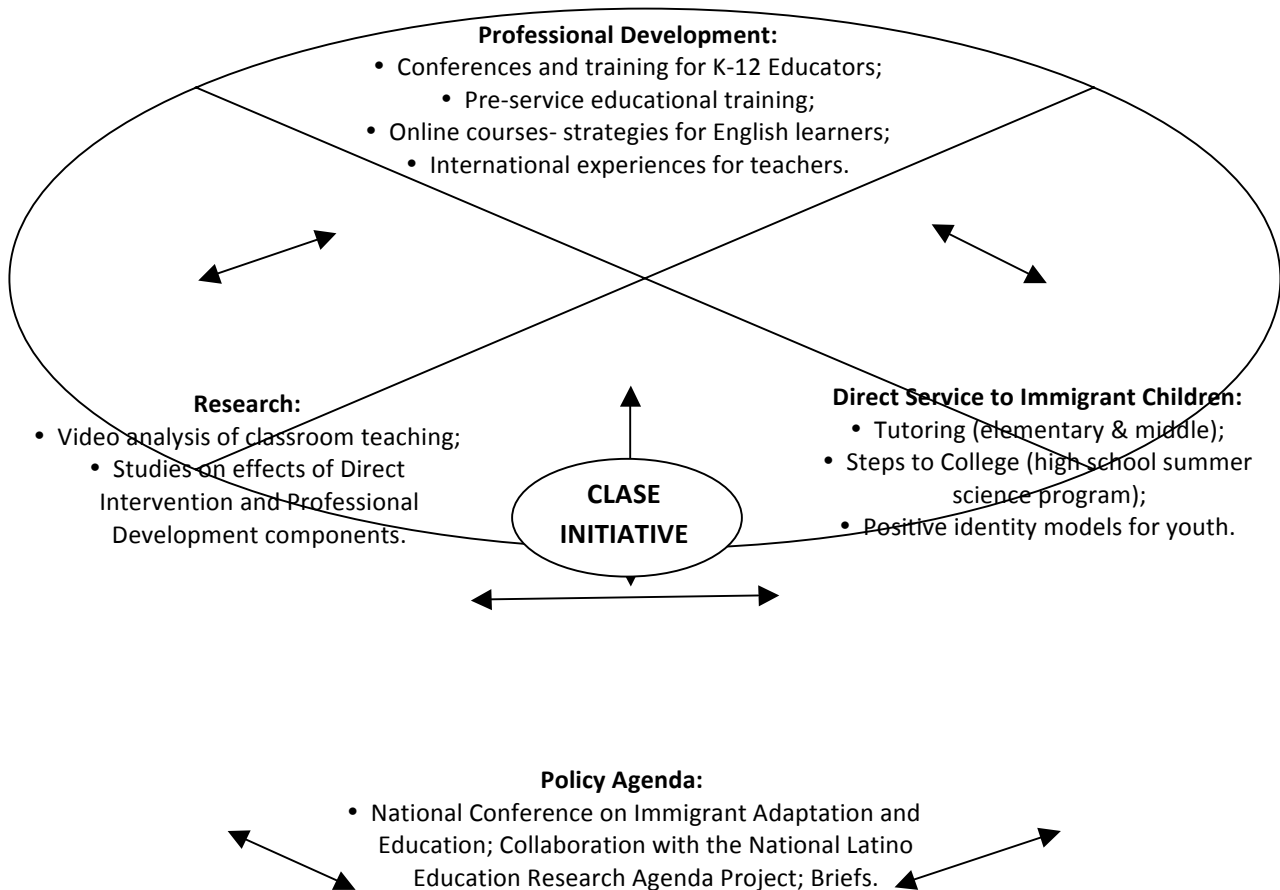 Professional Development:
• Conferences and training for K-12 Educators;
• Pre-service educational training;
• Online courses- strategies for English learners;
• International experiences for teachers.
Research:
• Video analysis of classroom teaching;
• Studies on effects of Direct
Intervention and Professional
Development components.
Direct Service to Immigrant Children:
• Tutoring (elementary & middle);
• Steps to College (high school summer
science program);
• Positive identity models for youth.
CLASE
INITIATIVE
Policy Agenda:
• National Conference on Immigrant Adaptation and
Education; Collaboration with the National Latino
Education Research Agenda Project; Briefs.